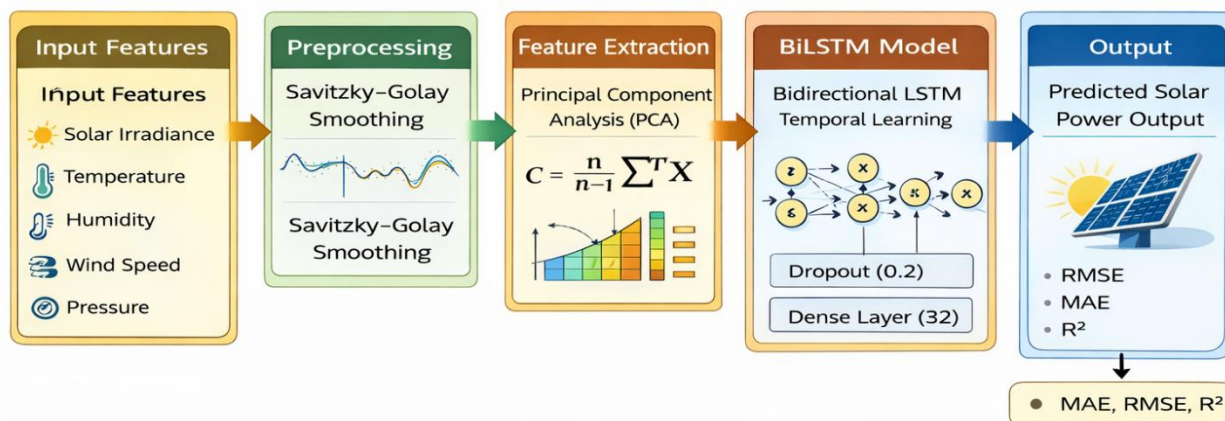 Input Features
Input Features
Solar Irradiance
Temperature
Humidity
Wind Speed
Pressure
Preprocessing
Savitzky–Golay
Smoothing
Savitzky–Golay
Smoothing
Feature Extraction
Principal Component
Analysis (PCA)
C = n/n−1 ∑ᵀ X
BiLSTM Model
Bidirectional LSTM
Temporal Learning
X
X
X
Dropout (0.2)
Dense Layer (32)
Output
Predicted Solar
Power Output
• RMSE
• MAE
• R²
• MAE, RMSE, R²